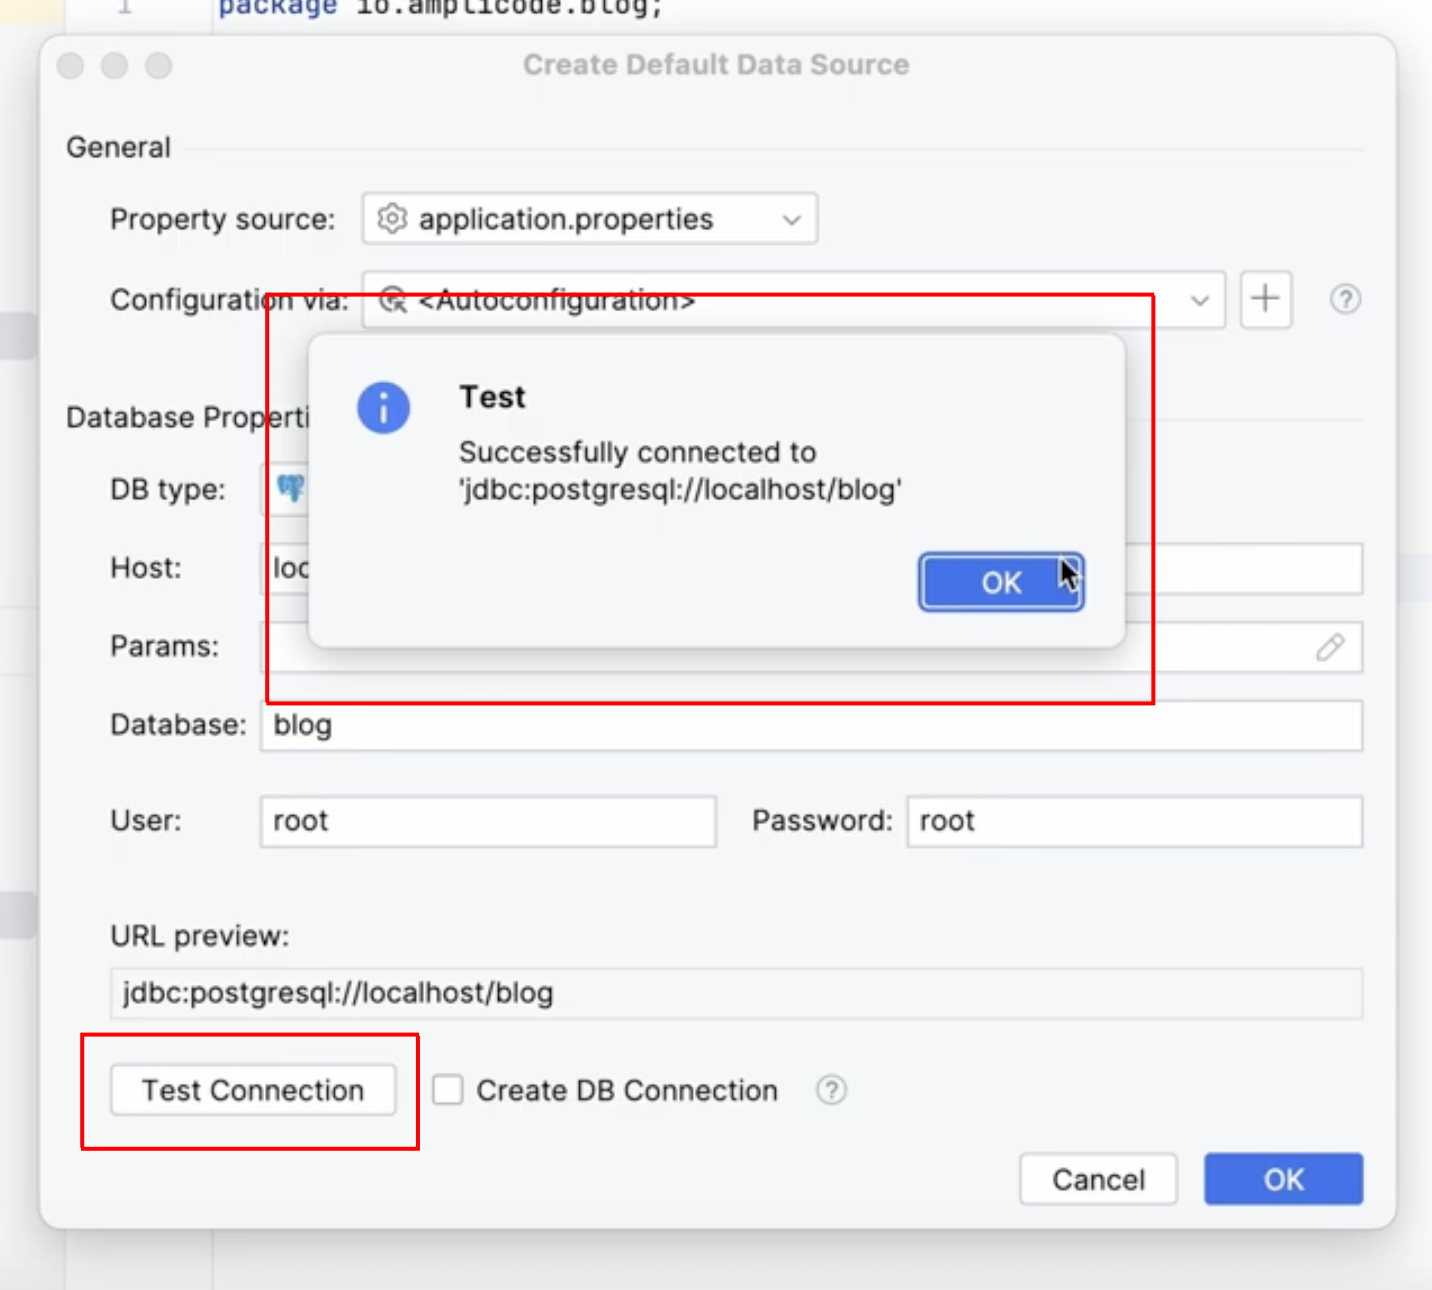 1 package io.amplicode.blog;
Create Default Data Source
General
Property source: application.properties
Configuration via: <Autoconfiguration>
Test
Database Properti
Successfully connected to
DB type: 'jdbc:postgresql://localhost/blog'
Host: loc
OK
Params:
Database: blog
User: root Password: root
URL preview:
jdbc:postgresql://localhost/blog
Test Connection Create DB Connection
Cancel OK